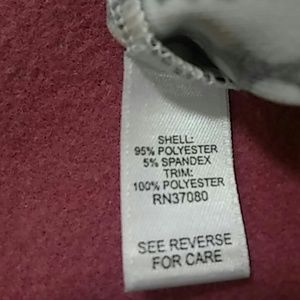 SHELL:
95% POLYESTER
5% SPANDEX
TRIM:
100% POLYESTER
RN37080
SEE REVERSE
FOR CARE